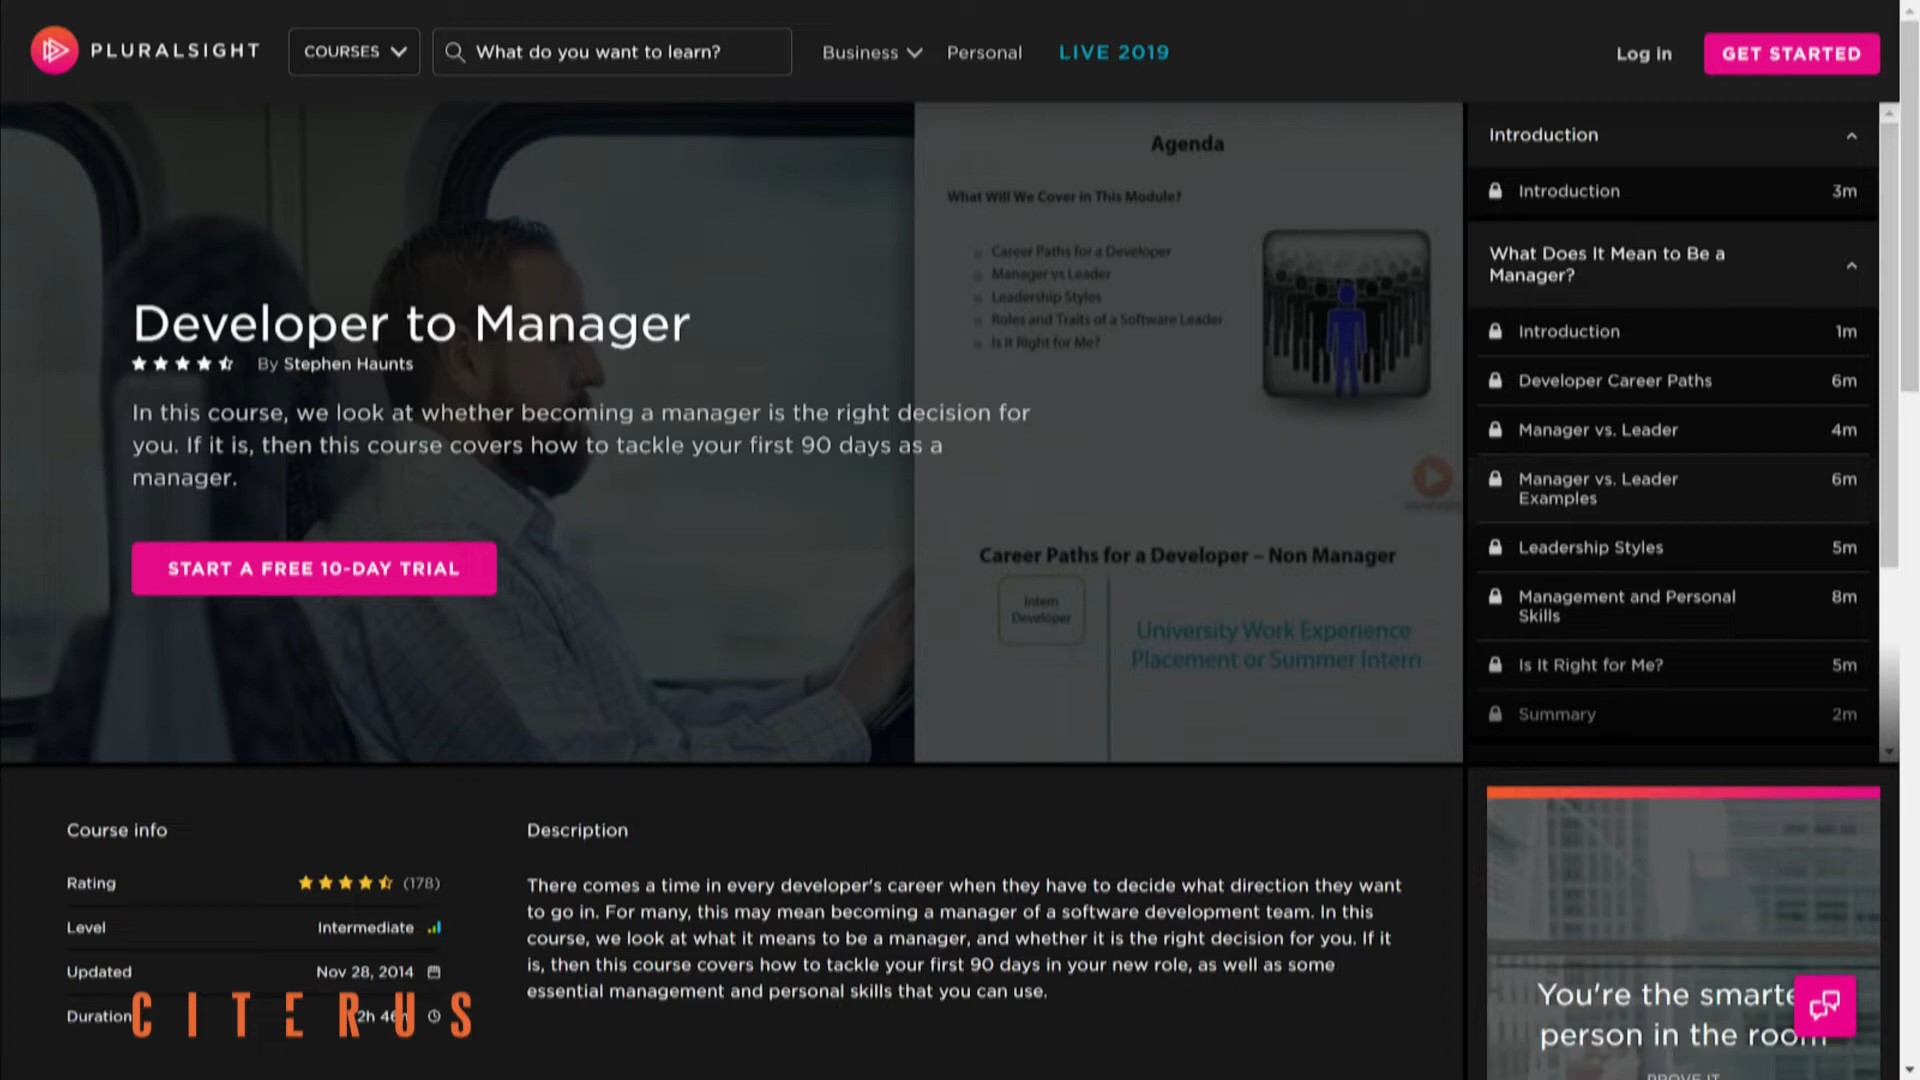 PLURALSIGHT
COURSES
What do you want to learn?
Business
Personal
LIVE 2019
Log in
GET STARTED
Developer to Manager
By Stephen Haunts
In this course, we look at whether becoming a manager is the right decision for
you. If it is, then this course covers how to tackle your first 90 days as a
manager.
START A FREE 10-DAY TRIAL
Agenda
What Will We Cover in This Module?
Career Paths for a Developer
Manager vs Leader
Leadership Styles
Roles and Traits of a Software Leader
Is It Right for Me?
Career Paths for a Developer – Non Manager
Intern
Developer
University Work Experience
Placement or Summer Intern
Introduction
Introduction 3m
What Does It Mean to Be a
Manager?
Introduction 1m
Developer Career Paths 6m
Manager vs. Leader 4m
Manager vs. Leader 6m
Examples
Leadership Styles 5m
Management and Personal 8m
Skills
Is It Right for Me? 5m
Summary 2m
Course info
Rating (178)
Level Intermediate
Updated Nov 28, 2014
Duration 2h
CITERUS
Description
There comes a time in every developer's career when they have to decide what direction they want
to go in. For many, this may mean becoming a manager of a software development team. In this
course, we look at what it means to be a manager, and whether it is the right decision for you. If it
is, then this course covers how to tackle your first 90 days in your new role, as well as some
essential management and personal skills that you can use.
You're the
person in the